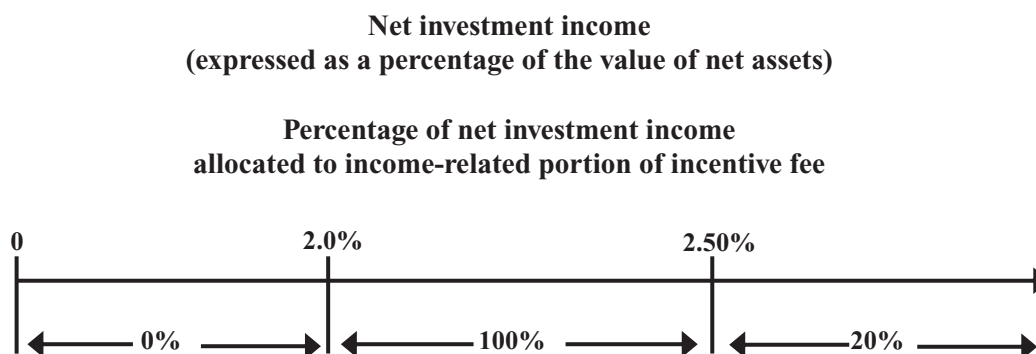 Net investment income
(expressed as a percentage of the value of net assets)
Percentage of net investment income
allocated to income-related portion of incentive fee
0 2.0% 2.50%
0% 100% 20%